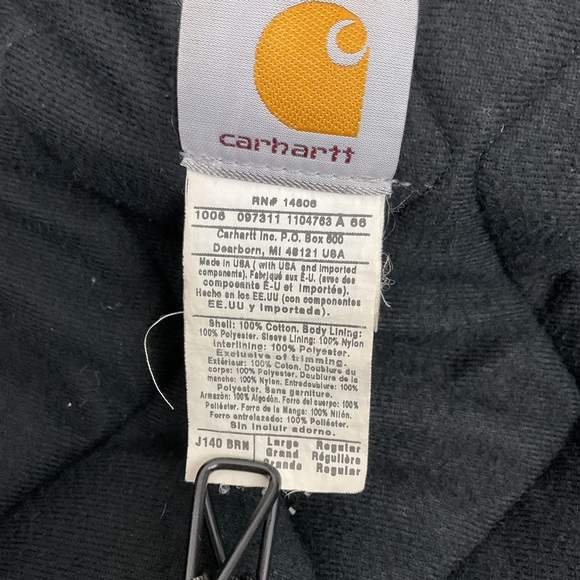 carhartt
RN# 14806
1006 097311 1104763 A 66
Carhartt Inc. P.O. Box 600
Dearborn, MI 48121 USA
Made in USA ( with USA and imported
components). Fabriqué aux E-U. (avec des
composants E-U et importés).
Hecho en los EE.UU (con componentes
EE.UU y importada).
Shell: 100% Cotton. Body Lining:
100% Polyester. Sleeve Lining: 100% Nylon
Interlining: 100% Polyester.
Exclusive of trimming.
Extérieur: 100% Coton. Doublure du
corps: 100% Polyester. Doublure de la
manche: 100% Nylon. Entredoublure: 100%
Polyester, Sans garniture.
Armazón: 100% Algodón. Forro del cuerpo: 100%
Poliéster. Forro de la Manga: 100% Nilón.
Forro entrelazado: 100% Poliéster.
Sin incluir adorno.
J140 BRN Large Regular
Grand Régulière
Grande Regular